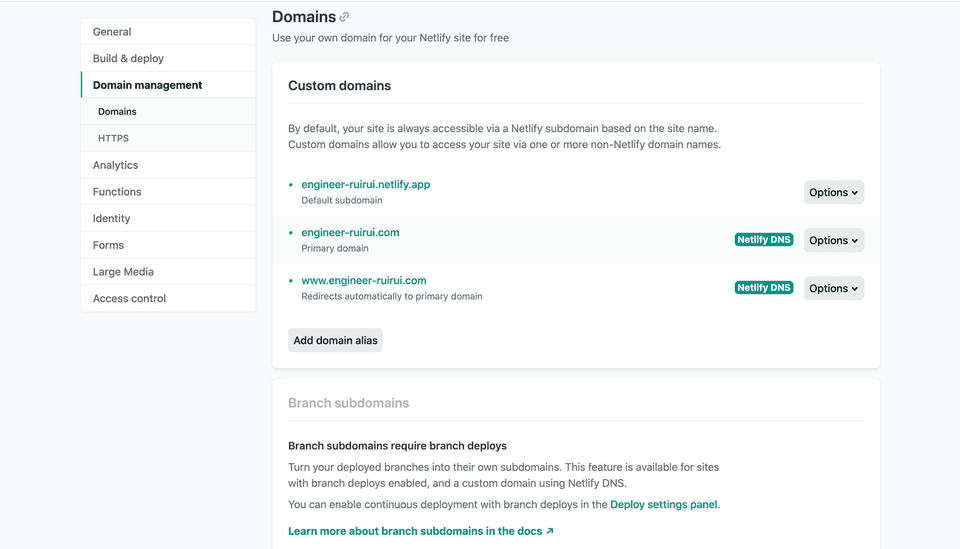 Domains
Use your own domain for your Netlify site for free
General
Build & deploy
Domain management
Domains
HTTPS
Analytics
Functions
Identity
Forms
Large Media
Access control
Custom domains
By default, your site is always accessible via a Netlify subdomain based on the site name.
Custom domains allow you to access your site via one or more non-Netlify domain names.
engineer-ruirui.netlify.app
Default subdomain
Options
engineer-ruirui.com
Primary domain
Netlify DNS
Options
www.engineer-ruirui.com
Redirects automatically to primary domain
Netlify DNS
Options
Add domain alias
Branch subdomains
Branch subdomains require branch deploys
Turn your deployed branches into their own subdomains. This feature is available for sites
with branch deploys enabled, and a custom domain using Netlify DNS.
You can enable continuous deployment with branch deploys in the Deploy settings panel.
Learn more about branch subdomains in the docs ↗